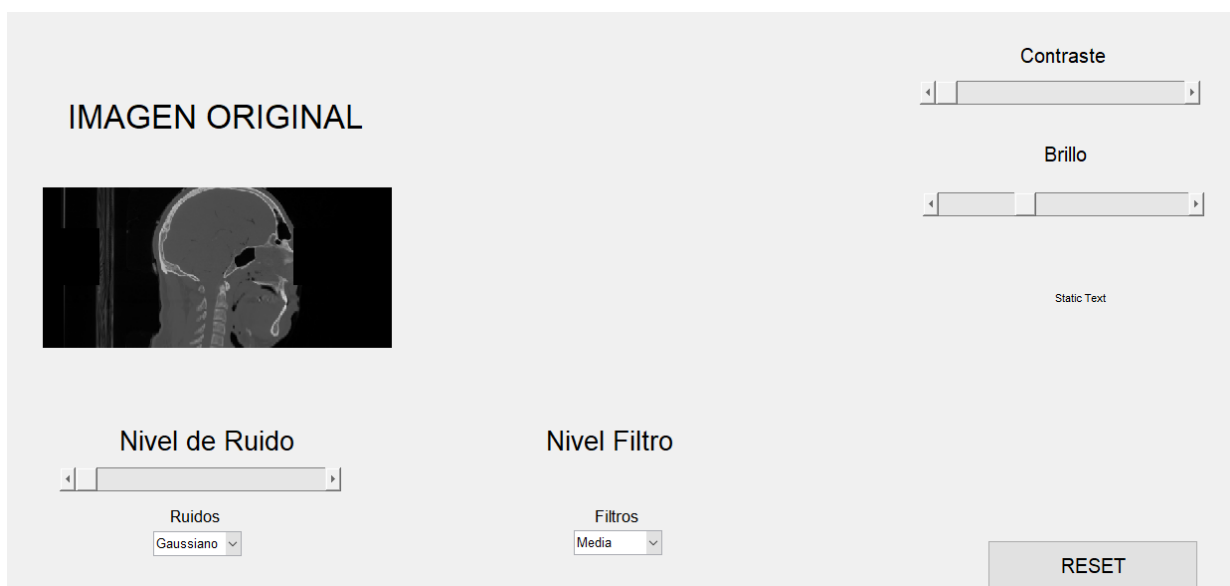 Contraste
IMAGEN ORIGINAL
Brillo
Static Text
Nivel de Ruido
Nivel Filtro
Ruidos
Filtros
Gaussiano
Media
RESET